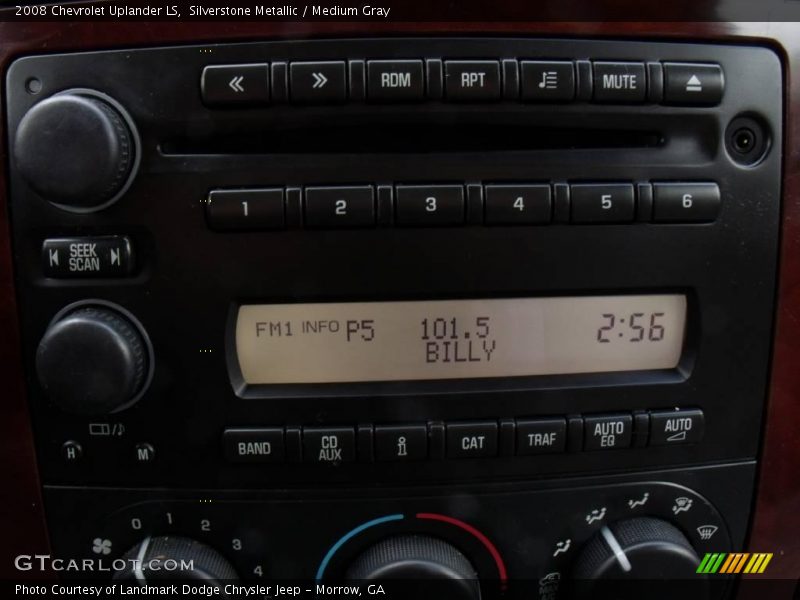 2008 Chevrolet Uplander LS,  Silverstone Metallic / Medium Gray
RDM RPT MUTE
1 2 3 4 5 6
SEEK
SCAN
FM1 INFO P5 101.5 2:56
BILLY
H M
BAND CD AUX i CAT TRAF AUTO EQ AUTO
0 1 2 3 4
GTCARLOT.COM
Photo Courtesy of Landmark Dodge Chrysler Jeep - Morrow, GA